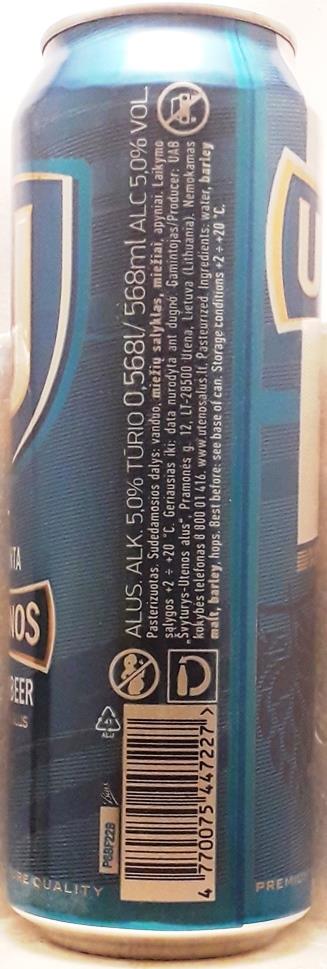 ALUS. ALK. 5,0% TŪRIO 0,568l/ 568ml ALC 5,0% VOL.
Pasterizuotas. Sudedamosios dalys: vanduo, miežių salyklas, miežiai, apyniai. Laikymo
sąlygos +2 ÷ +20 °C. Geriausias iki: data nurodyta ant dugno. Gamintojas/Producer: UAB
„Švyturys-Utenos alus“, Pramonės g. 12, LT-28500 Utena, Lietuva (Lithuania). Nemokamas
kokybės telefonas 8 800 01 416. www.utenosalus.lt. Pasteurized. Ingredients: water, barley
malt, barley, hops. Best before: see base of can. Storage conditions +2 ÷ +20 °C.
U
NTA
NOS
BEER
P68F22B
4 770075 447227 >
RE QUALITY
U
PREMIU